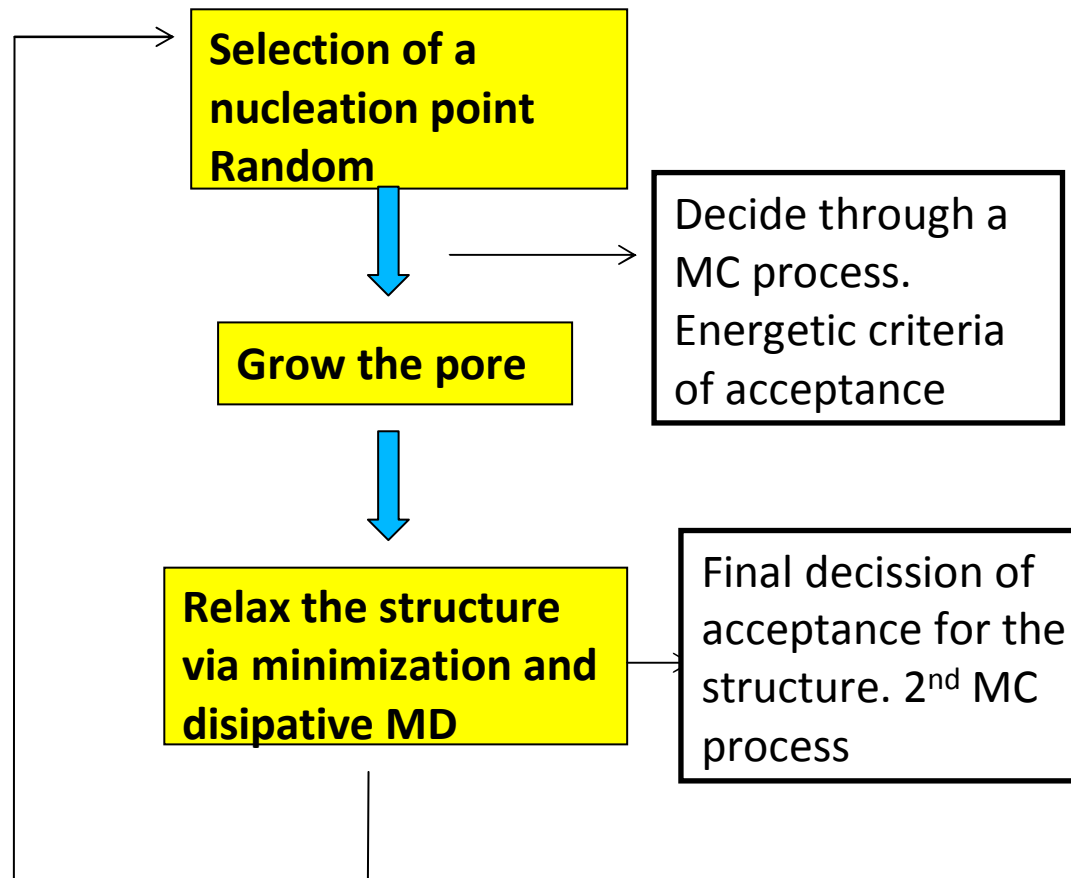 Selection of a
nucleation point
Random
Decide through a
MC process.
Energetic criteria
of acceptance
Grow the pore
Relax the structure
via minimization and
disipative MD
Final decission of
acceptance for the
structure. 2nd MC
process